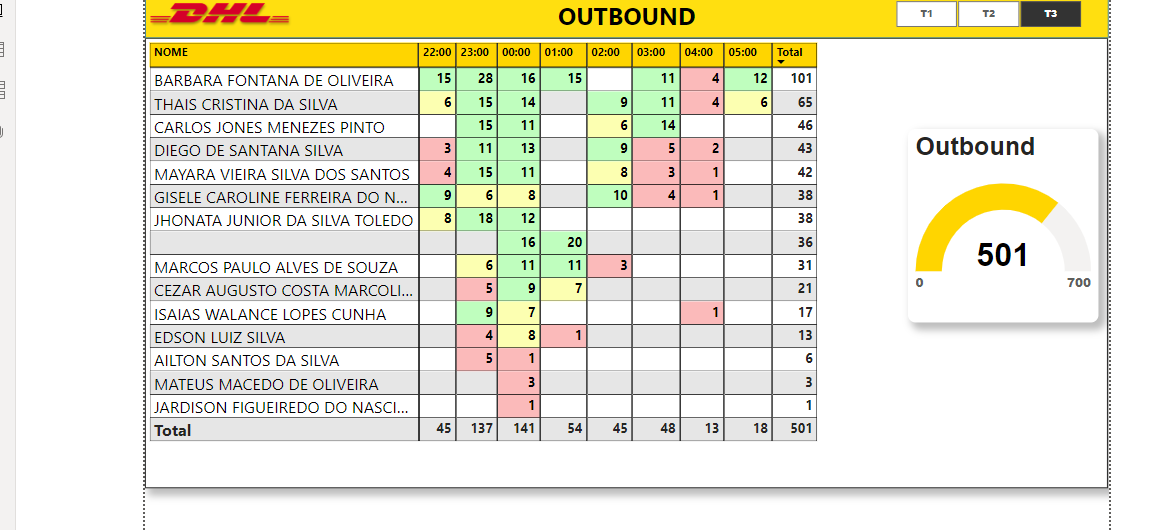 DHL
OUTBOUND
T1 T2 T3
NOME 22:00 23:00 00:00 01:00 02:00 03:00 04:00 05:00 Total
BARBARA FONTANA DE OLIVEIRA 15 28 16 15 11 4 12 101
THAIS CRISTINA DA SILVA 6 15 14 9 11 4 6 65
CARLOS JONES MENEZES PINTO 15 11 6 14 46
DIEGO DE SANTANA SILVA 3 11 13 9 5 2 43
MAYARA VIEIRA SILVA DOS SANTOS 4 15 11 8 3 1 42
GISELE CAROLINE FERREIRA DO N... 9 6 8 10 4 1 38
JHONATA JUNIOR DA SILVA TOLEDO 8 18 12 38
16 20 36
MARCOS PAULO ALVES DE SOUZA 6 11 11 3 31
CEZAR AUGUSTO COSTA MARCOLI... 5 9 7 21
ISAIAS WALANCE LOPES CUNHA 9 7 1 17
EDSON LUIZ SILVA 4 8 1 13
AILTON SANTOS DA SILVA 5 1 6
MATEUS MACEDO DE OLIVEIRA 3 3
JARDISON FIGUEIREDO DO NASCI... 1 1
Total 45 137 141 54 45 48 13 18 501
Outbound
501
0 700